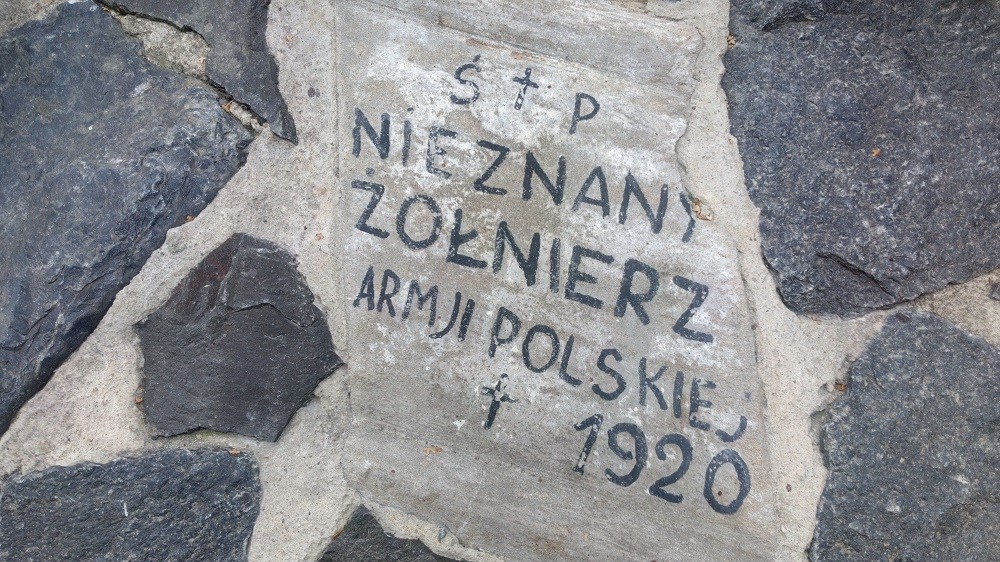 Ś † P
NIEZNANY
ŻOŁNIERZ
ARMJI POLSKIEJ
† 1920